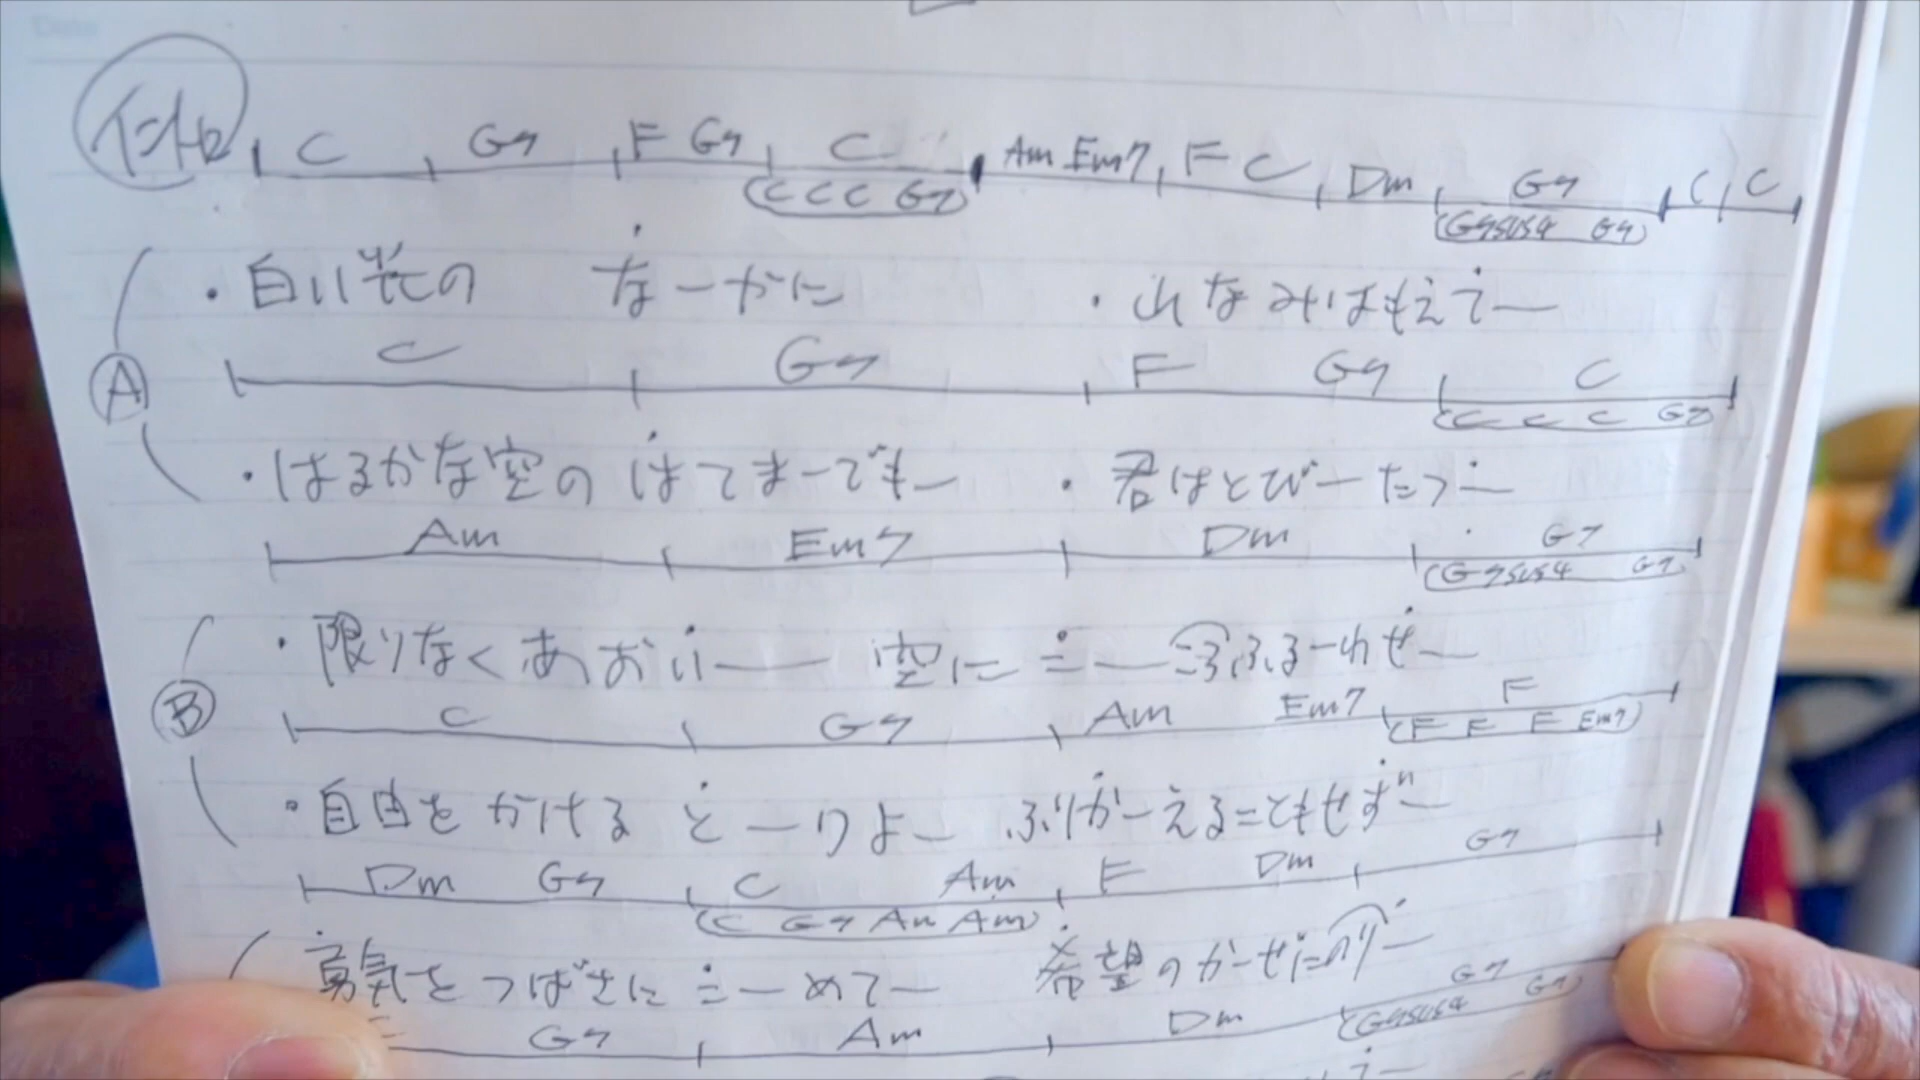 Date
イントロ C G7 F G7 C Am Em7 F C Dm G7 C C
(C C C G7) (G7sus4 G7)
・白い光の なーかに ・山なみはもえてー
Ⓐ C G7 F G7 C
(C C C G7)
・はるかな空の はてまーでもー ・君はとびーたつー
Am Em7 Dm G7
(G7sus4 G7)
・限りなくあおいー 空にこーころふるーわせー
Ⓑ C G7 Am Em7 F
(F F F Em7)
・自由をかけるとーりよー ふりかーえることもせずー
Dm G7 C Am F Dm G7
(C G7 Am Am)
勇気をつばさにこーめてー 希望のかーぜにのりー
G7 Am Dm G7
(G7sus4 G7)